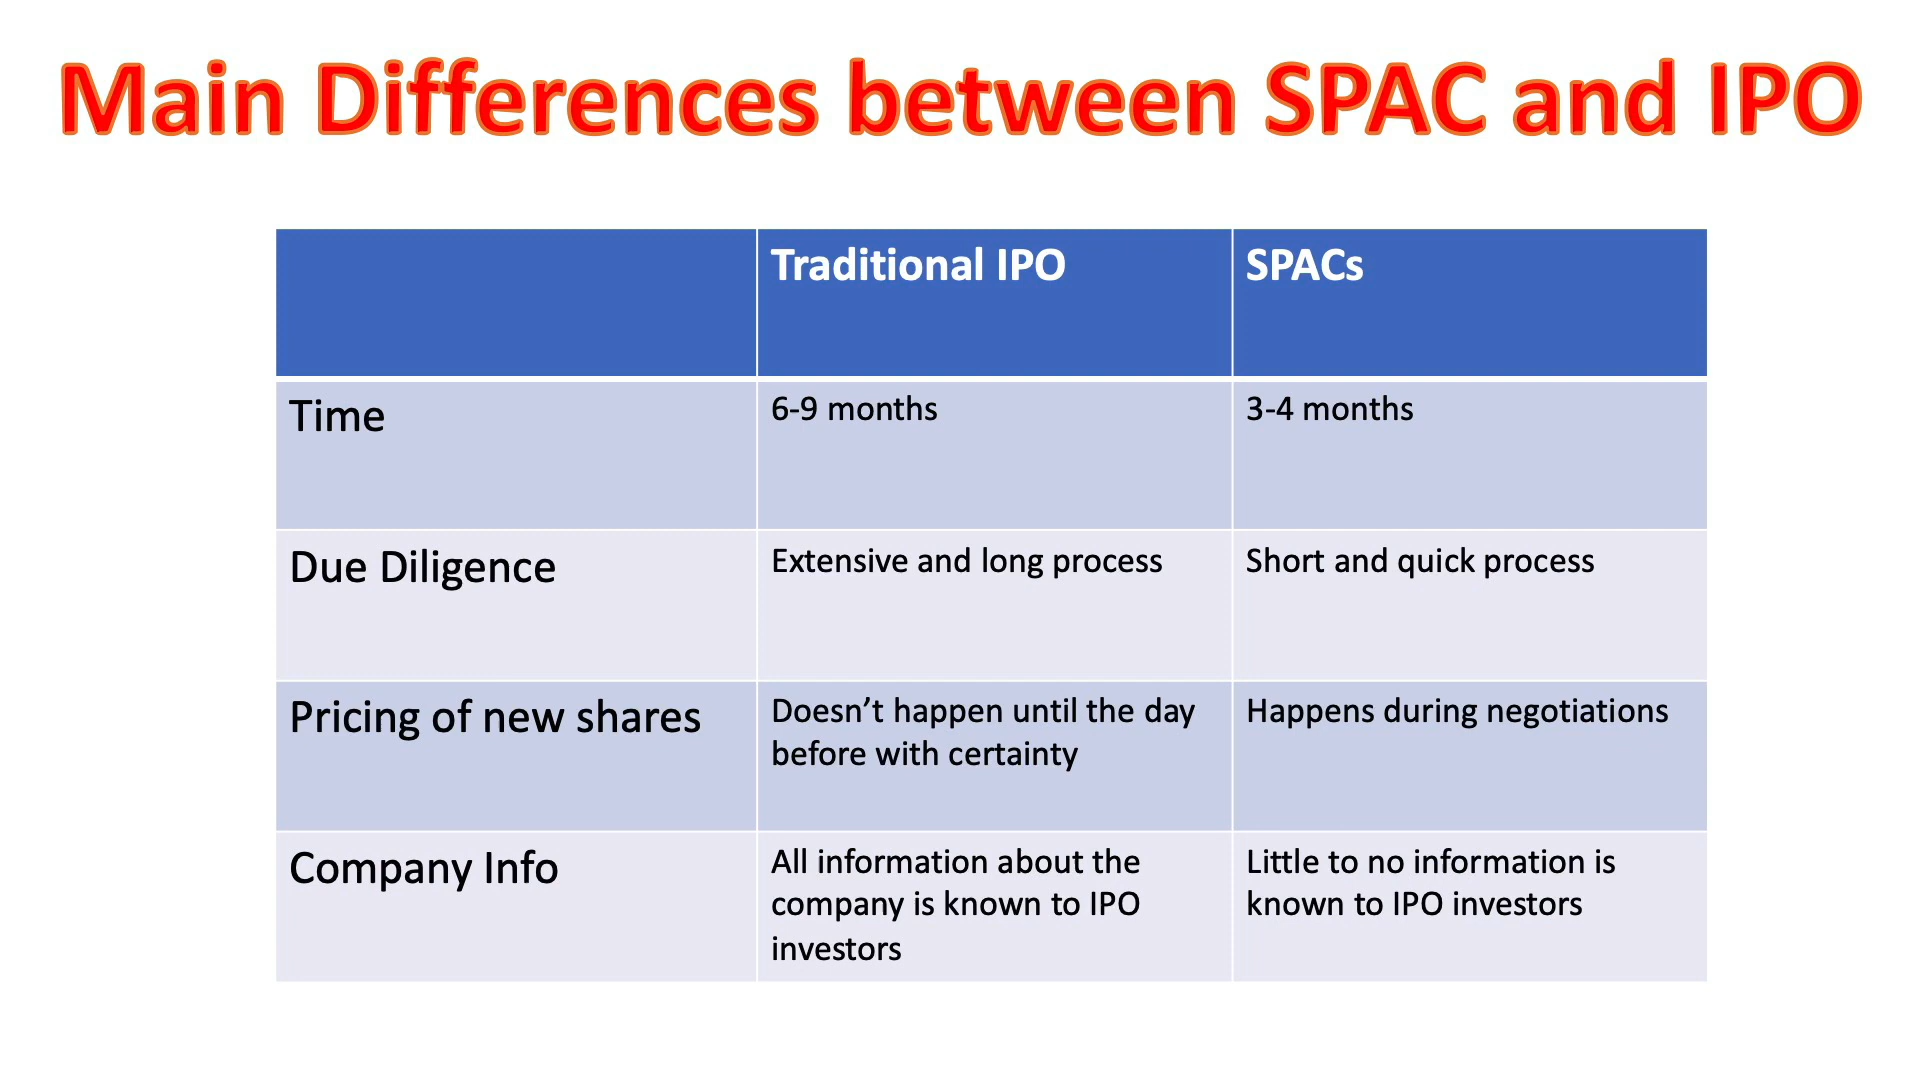 Main Differences between SPAC and IPO
Traditional IPO
SPACs
Time
6-9 months
3-4 months
Due Diligence
Extensive and long process
Short and quick process
Pricing of new shares
Doesn’t happen until the day
before with certainty
Happens during negotiations
Company Info
All information about the
company is known to IPO
investors
Little to no information is
known to IPO investors